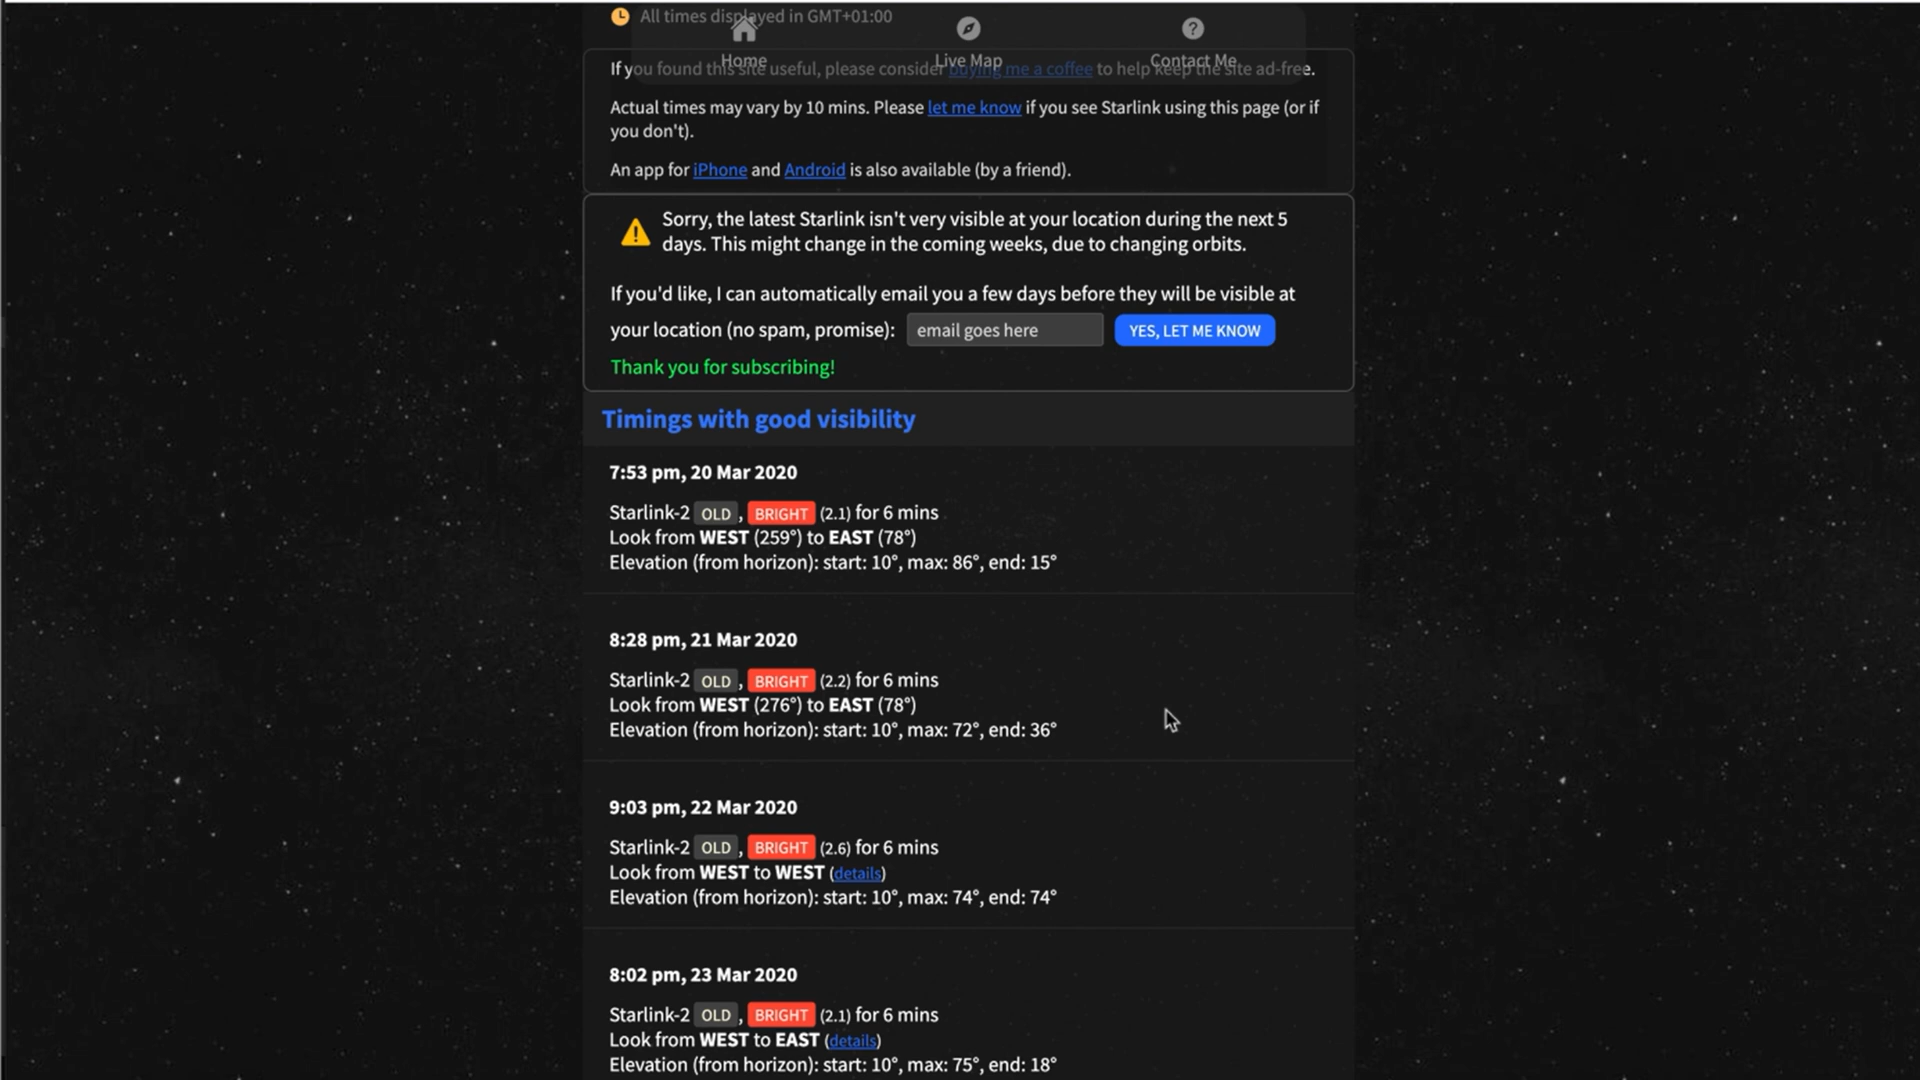 All times displayed in GMT+01:00
Home
Live Map
Contact Me
If you found this site useful, please consider buying me a coffee to help keep the site ad-free.
Actual times may vary by 10 mins. Please let me know if you see Starlink using this page (or if
you don't).
An app for iPhone and Android is also available (by a friend).
Sorry, the latest Starlink isn't very visible at your location during the next 5
days. This might change in the coming weeks, due to changing orbits.
If you'd like, I can automatically email you a few days before they will be visible at
your location (no spam, promise): email goes here YES, LET ME KNOW
Thank you for subscribing!
Timings with good visibility
7:53 pm, 20 Mar 2020
Starlink-2 OLD , BRIGHT (2.1) for 6 mins
Look from WEST (259°) to EAST (78°)
Elevation (from horizon): start: 10°, max: 86°, end: 15°
8:28 pm, 21 Mar 2020
Starlink-2 OLD , BRIGHT (2.2) for 6 mins
Look from WEST (276°) to EAST (78°)
Elevation (from horizon): start: 10°, max: 72°, end: 36°
9:03 pm, 22 Mar 2020
Starlink-2 OLD , BRIGHT (2.6) for 6 mins
Look from WEST to WEST (details)
Elevation (from horizon): start: 10°, max: 74°, end: 74°
8:02 pm, 23 Mar 2020
Starlink-2 OLD , BRIGHT (2.1) for 6 mins
Look from WEST to EAST (details)
Elevation (from horizon): start: 10°, max: 75°, end: 18°